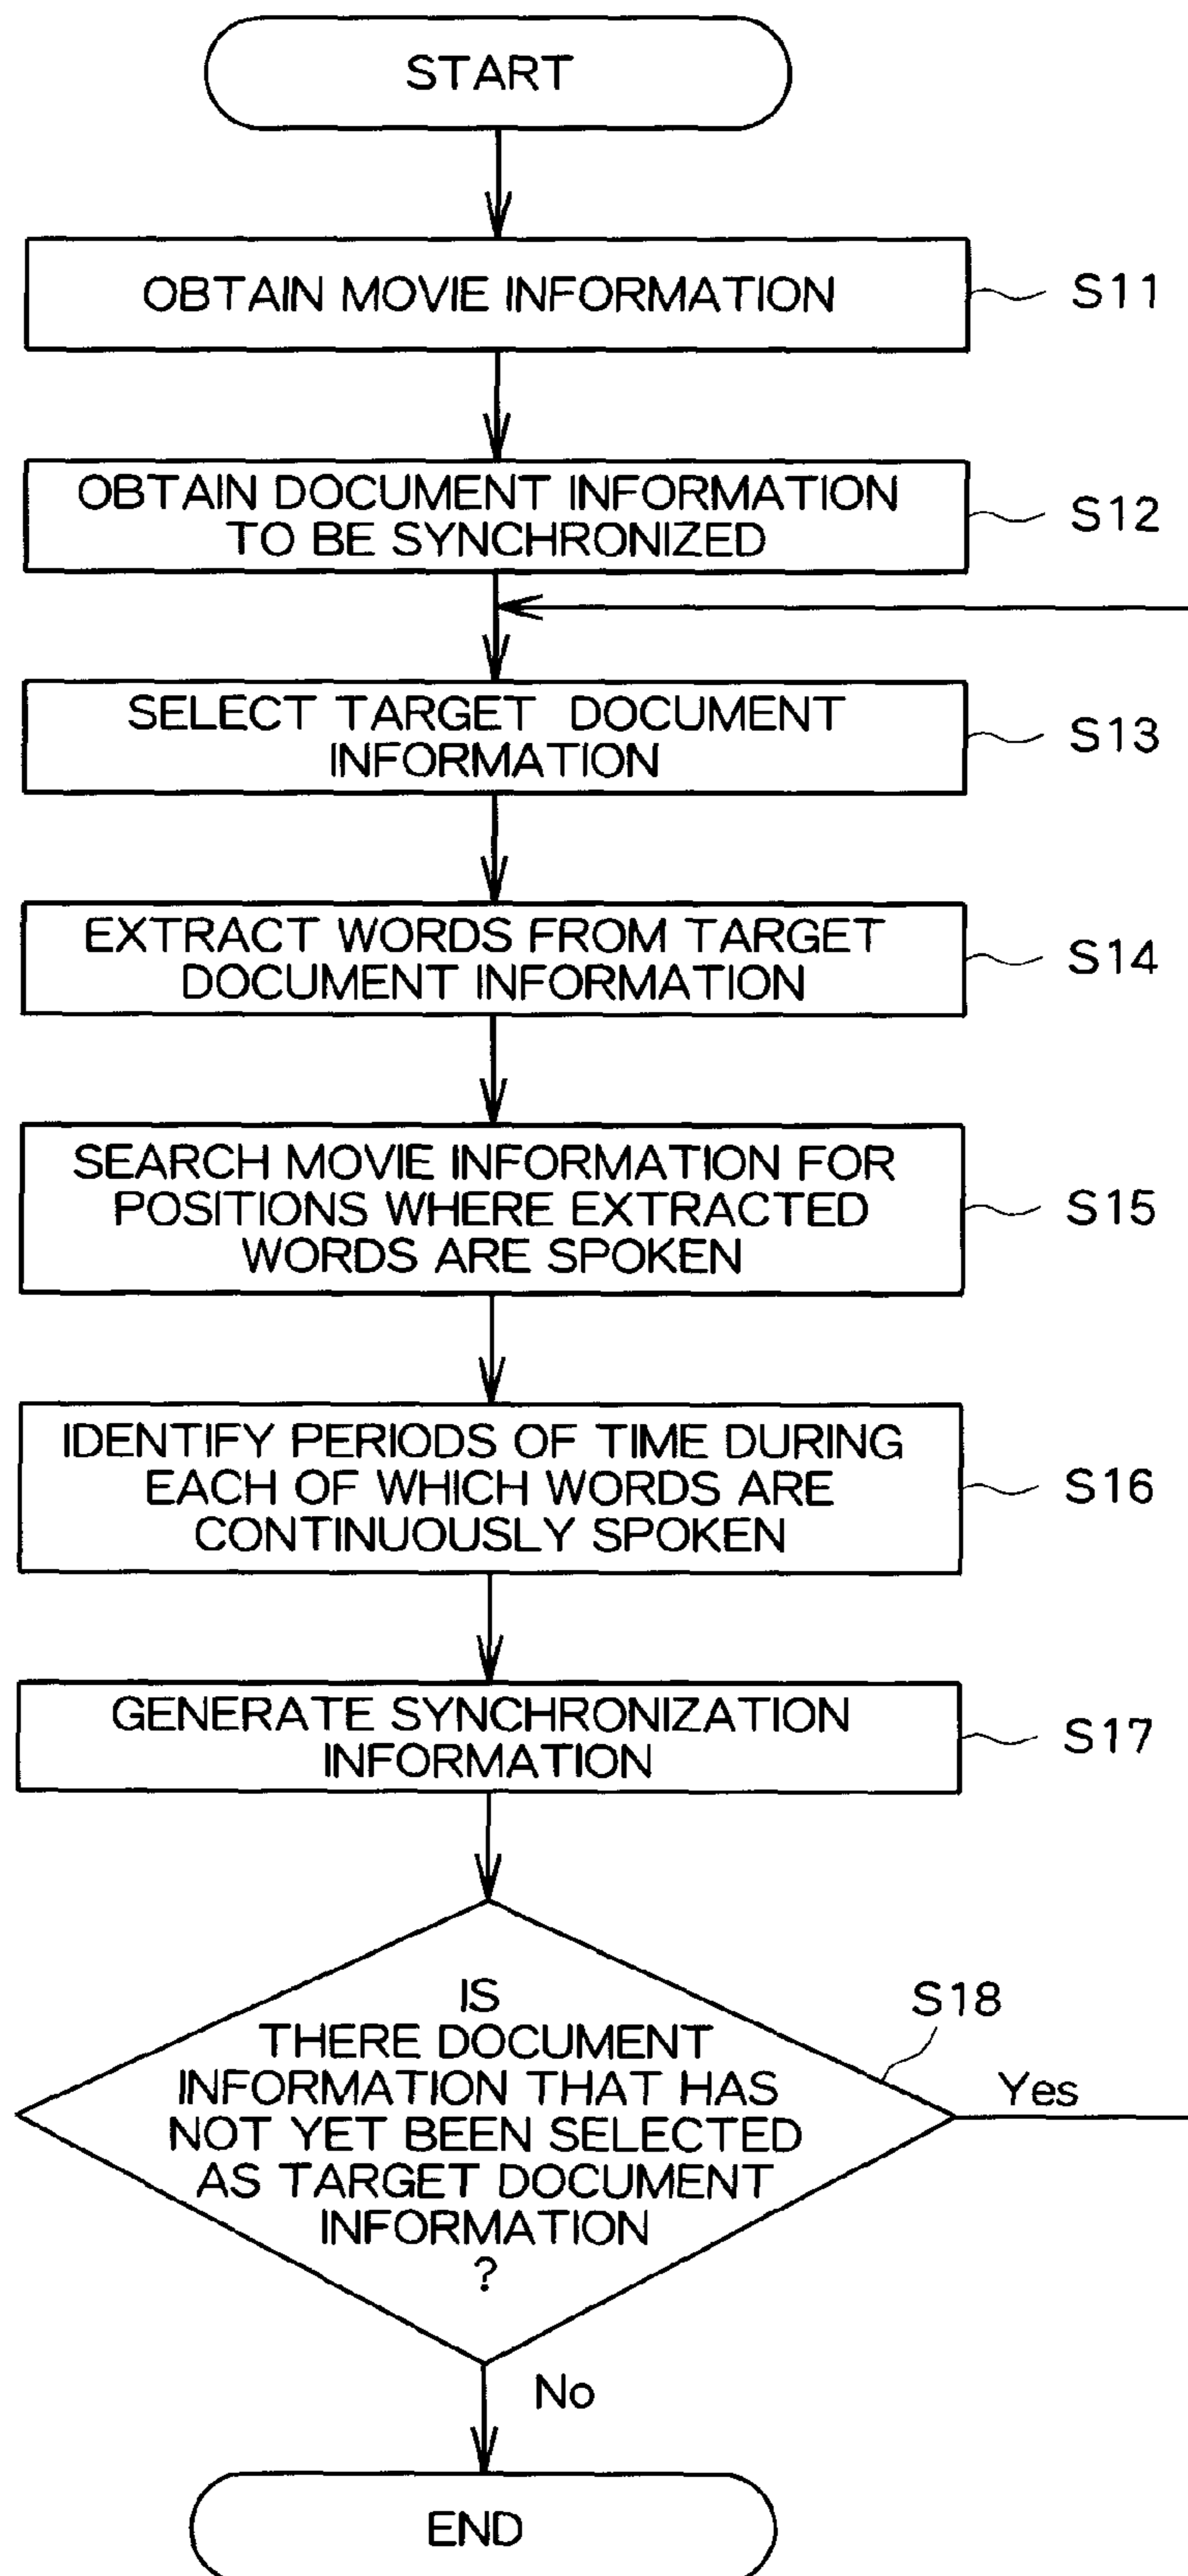 START
OBTAIN MOVIE INFORMATION
S11
OBTAIN DOCUMENT INFORMATION
TO BE SYNCHRONIZED
S12
SELECT TARGET DOCUMENT
INFORMATION
S13
EXTRACT WORDS FROM TARGET
DOCUMENT INFORMATION
S14
SEARCH MOVIE INFORMATION FOR
POSITIONS WHERE EXTRACTED
WORDS ARE SPOKEN
S15
IDENTIFY PERIODS OF TIME DURING
EACH OF WHICH WORDS ARE
CONTINUOUSLY SPOKEN
S16
GENERATE SYNCHRONIZATION
INFORMATION
S17
IS
THERE DOCUMENT
INFORMATION THAT HAS
NOT YET BEEN SELECTED
AS TARGET DOCUMENT
INFORMATION
?
S18
Yes
No
END